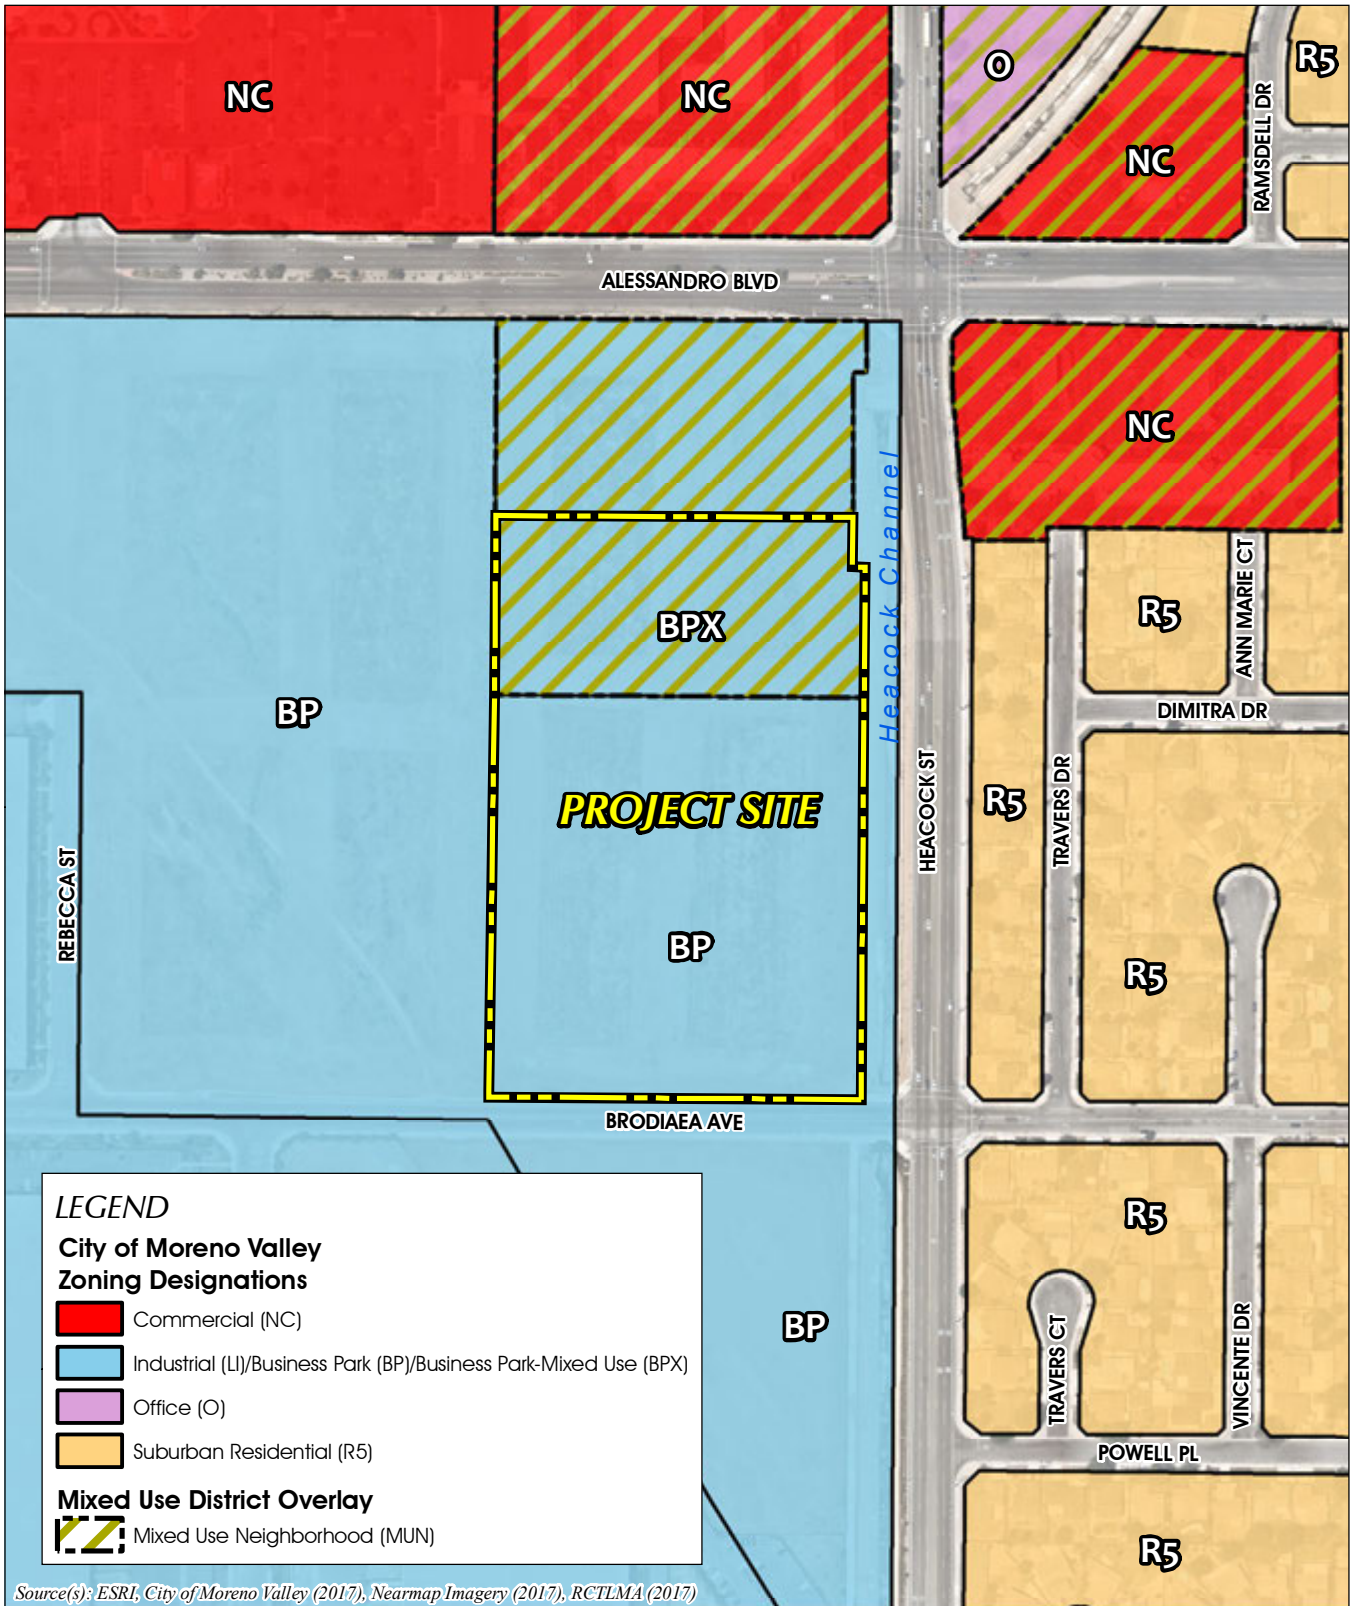 NC
NC
O
R5
NC
RAMSDELL DR
ALESSANDRO BLVD
NC
Heacock Channel
BPX
R5
ANN MARIE CT
DIMITRA DR
BP
PROJECT SITE
HEACOCK ST
R5
TRAVERS DR
REBECCA ST
BP
R5
BRODIAEA AVE
R5
BP
TRAVERS CT
VINCENTE DR
POWELL PL
R5
LEGEND
City of Moreno Valley
Zoning Designations
Commercial (NC)
Industrial (LI)/Business Park (BP)/Business Park-Mixed Use (BPX)
Office (O)
Suburban Residential (R5)
Mixed Use District Overlay
Mixed Use Neighborhood (MUN)
Source(s): ESRI, City of Moreno Valley (2017), Nearmap Imagery (2017), RCTLMA (2017)